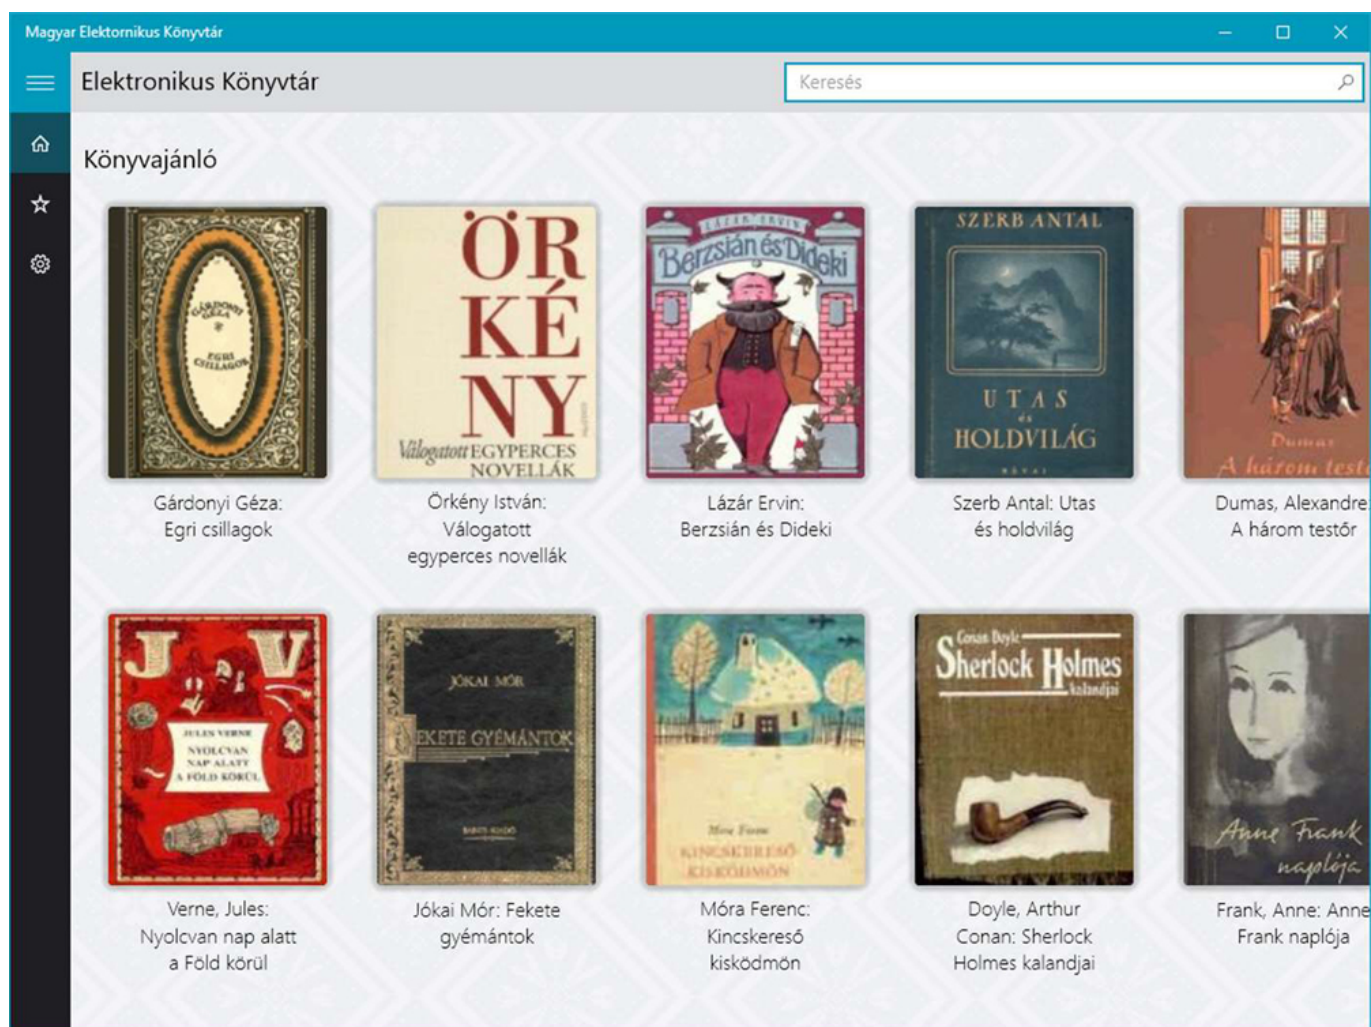 Magyar Elektornikus Könyvtár
Elektronikus Könyvtár
Keresés
Könyvajánló
GÁRDONYI
GÉZA
EGRI
CSILLAGOK
ÖR
KÉ
NY
Válogatott EGYPERCES
NOVELLÁK
LÁZÁR ERVIN
Berzsián és Dideki
SZERB ANTAL
UTAS
és
HOLDVILÁG
RÉVAI
Dumas
A három test
Gárdonyi Géza:
Egri csillagok
Örkény István:
Válogatott
egyperces novellák
Lázár Ervin:
Berzsián és Dideki
Szerb Antal: Utas
és holdvilág
Dumas, Alexandre
A három testőr
J V
JULES VERNE
NYOLCVAN
NAP ALATT
A FÖLD KÖRÜL
JÓKAI MÓR
FEKETE GYÉMÁNTOK
Móra Ferenc
KINCSKERESŐ
KISKÖDMÖN
Conan Doyle
Sherlock Holmes
kalandjai
Anne Frank
naplója
Verne, Jules:
Nyolcvan nap alatt
a Föld körül
Jókai Mór: Fekete
gyémántok
Móra Ferenc:
Kincskereső
kisködmön
Doyle, Arthur
Conan: Sherlock
Holmes kalandjai
Frank, Anne: Anne
Frank naplója